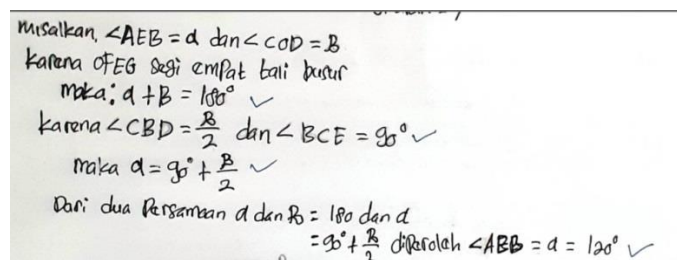 misalkan, ∠AEB = α dan ∠COD = B
karena OFEG segi empat tali busur
maka: α + B = 180° ✓
karena ∠CBD = B/2 dan ∠BCE = 90° ✓
maka α = 90° + B/2 ✓
Dari dua Persamaan α dan B = 180 dan α
= 90° + B/2 diperoleh ∠AEB = α = 120° ✓